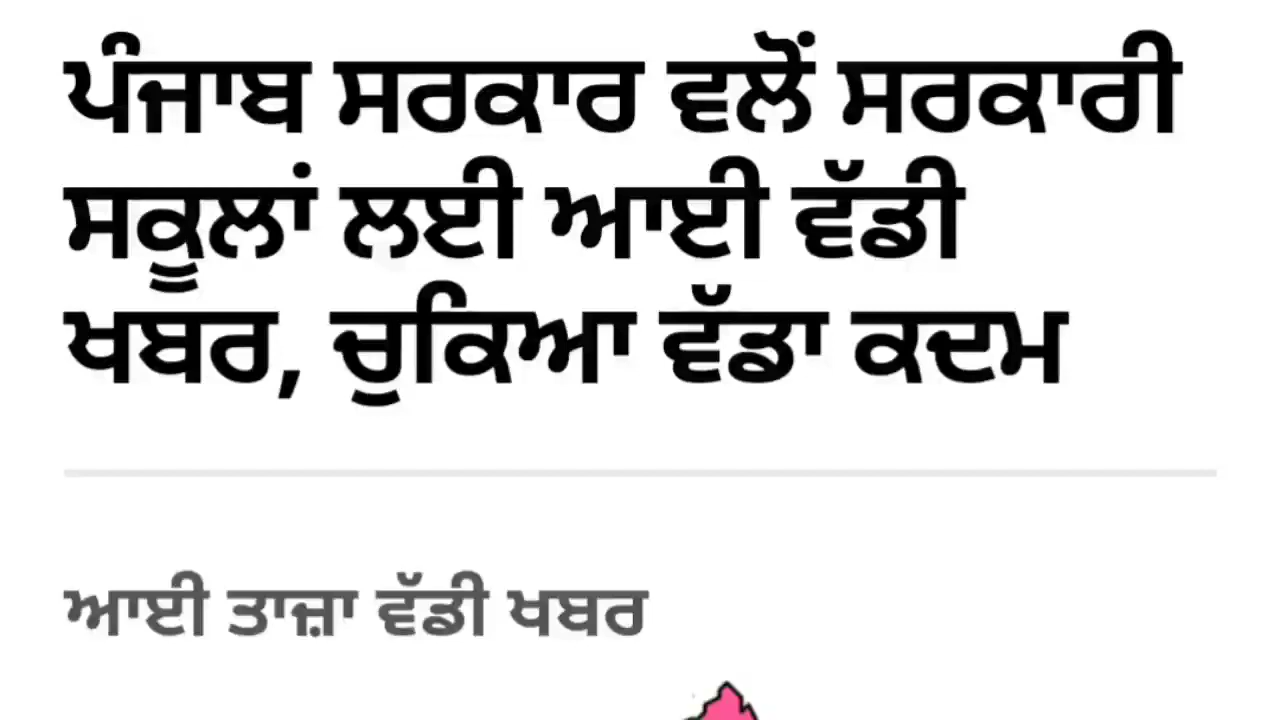 ਪੰਜਾਬ ਸਰਕਾਰ ਵਲੋਂ ਸਰਕਾਰੀ
ਸਕੂਲਾਂ ਲਈ ਆਈ ਵੱਡੀ
ਖਬਰ, ਚੁਕਿਆ ਵੱਡਾ ਕਦਮ
ਆਈ ਤਾਜ਼ਾ ਵੱਡੀ ਖਬਰ